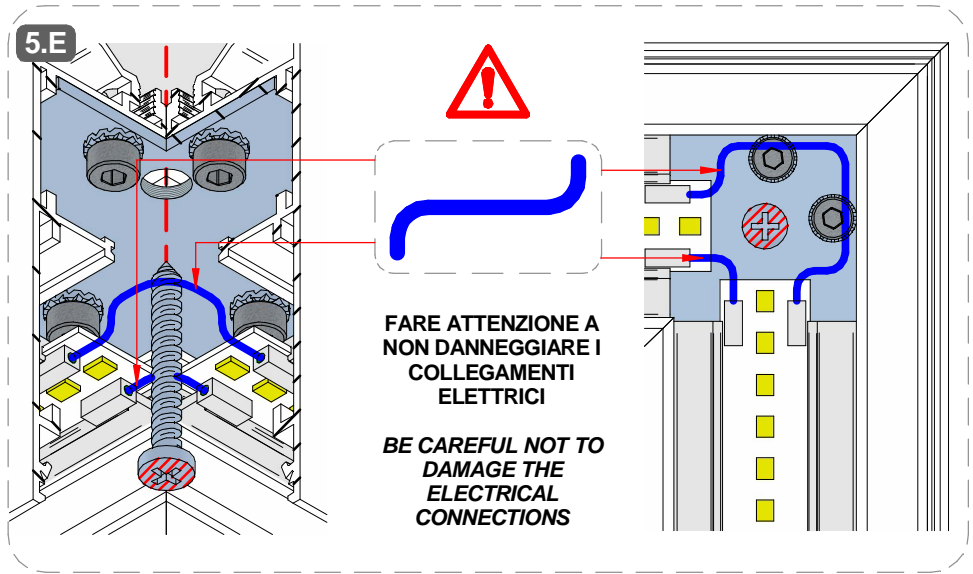 5.E
FARE ATTENZIONE A
NON DANNEGGIARE I
COLLEGAMENTI
ELETTRICI
BE CAREFUL NOT TO
DAMAGE THE
ELECTRICAL
CONNECTIONS